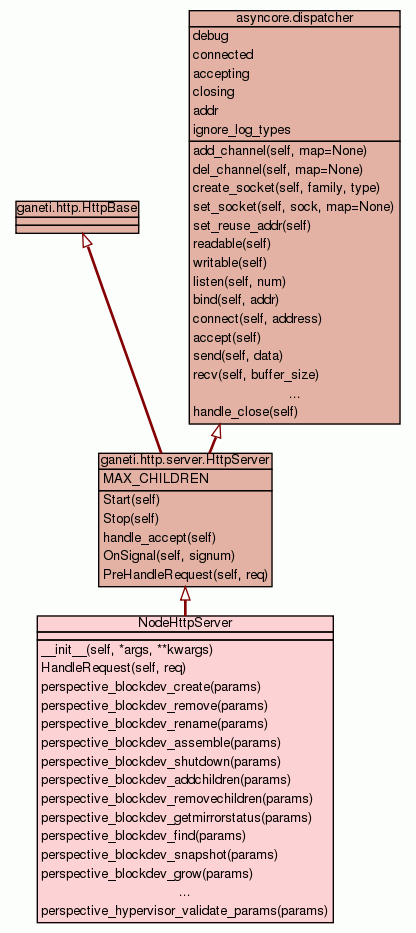 asyncore.dispatcher
debug
connected
accepting
closing
addr
ignore_log_types
add_channel(self, map=None)
del_channel(self, map=None)
create_socket(self, family, type)
set_socket(self, sock, map=None)
set_reuse_addr(self)
readable(self)
writable(self)
listen(self, num)
bind(self, addr)
connect(self, address)
accept(self)
send(self, data)
recv(self, buffer_size)
...
handle_close(self)
ganeti.http.HttpBase
ganeti.http.server.HttpServer
MAX_CHILDREN
Start(self)
Stop(self)
handle_accept(self)
OnSignal(self, signum)
PreHandleRequest(self, req)
NodeHttpServer
__init__(self, *args, **kwargs)
HandleRequest(self, req)
perspective_blockdev_create(params)
perspective_blockdev_remove(params)
perspective_blockdev_rename(params)
perspective_blockdev_assemble(params)
perspective_blockdev_shutdown(params)
perspective_blockdev_addchildren(params)
perspective_blockdev_removechildren(params)
perspective_blockdev_getmirrorstatus(params)
perspective_blockdev_find(params)
perspective_blockdev_snapshot(params)
perspective_blockdev_grow(params)
...
perspective_hypervisor_validate_params(params)